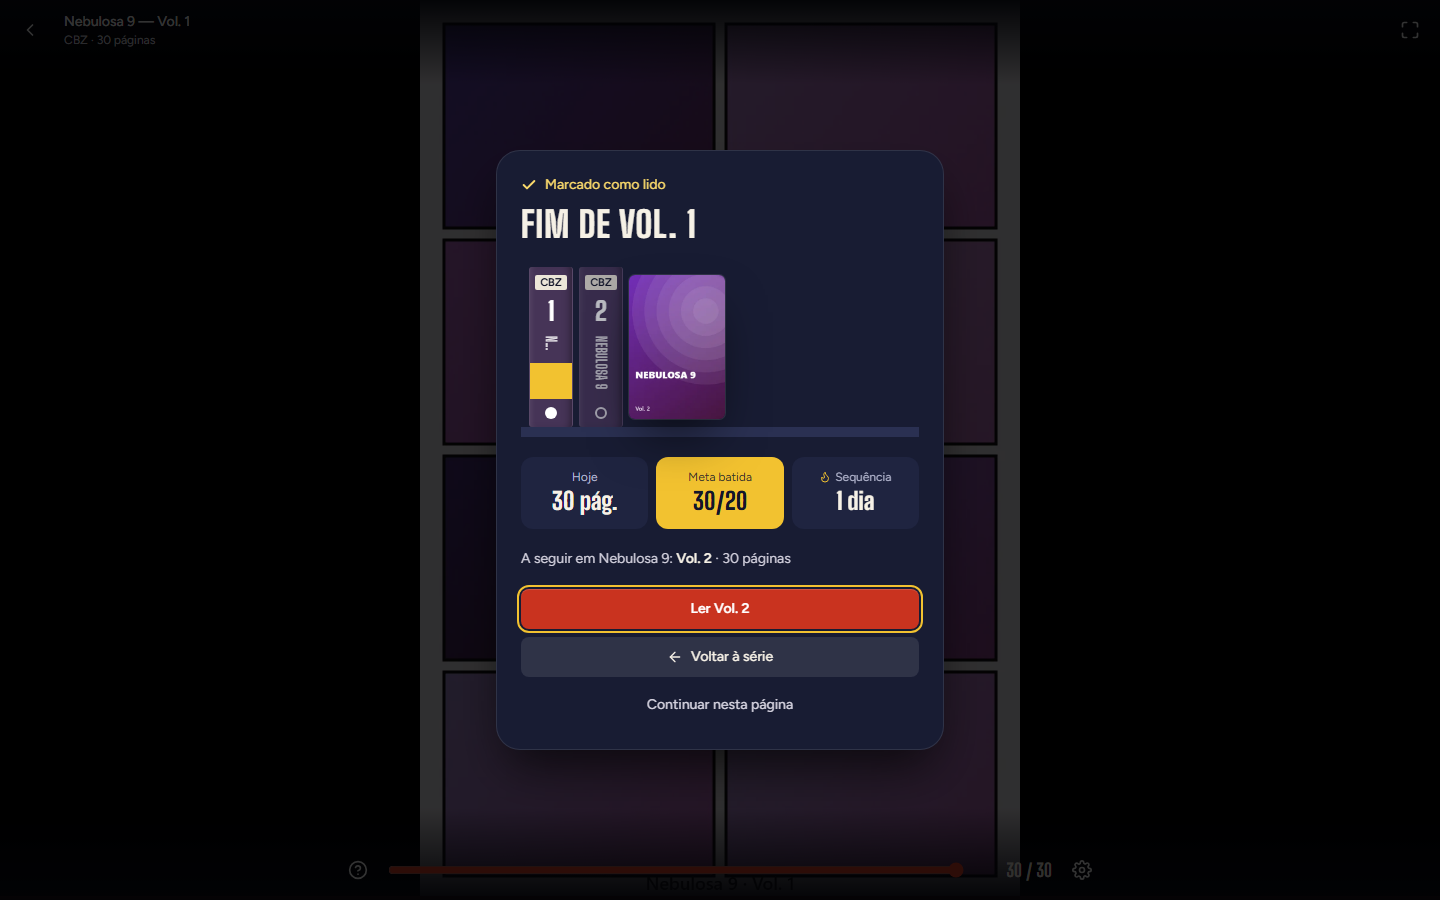 Nebulosa 9 — Vol. 1
CBZ · 30 páginas
Marcado como lido
FIM DE VOL. 1
CBZ
1
N..
CBZ
2
NEBULOSA 9
NEBULOSA 9
Vol. 2
Hoje
30 pág.
Meta batida
30/20
Sequência
1 dia
A seguir em Nebulosa 9: Vol. 2 · 30 páginas
Ler Vol. 2
Voltar à série
Continuar nesta página
30 / 30
Nebulosa 9 · Vol. 1